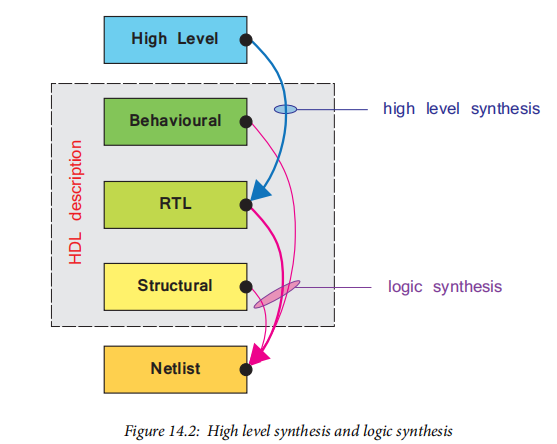 High Level
high level synthesis
Behavioural
HDL description
RTL
Structural
logic synthesis
Netlist
Figure 14.2: High level synthesis and logic synthesis